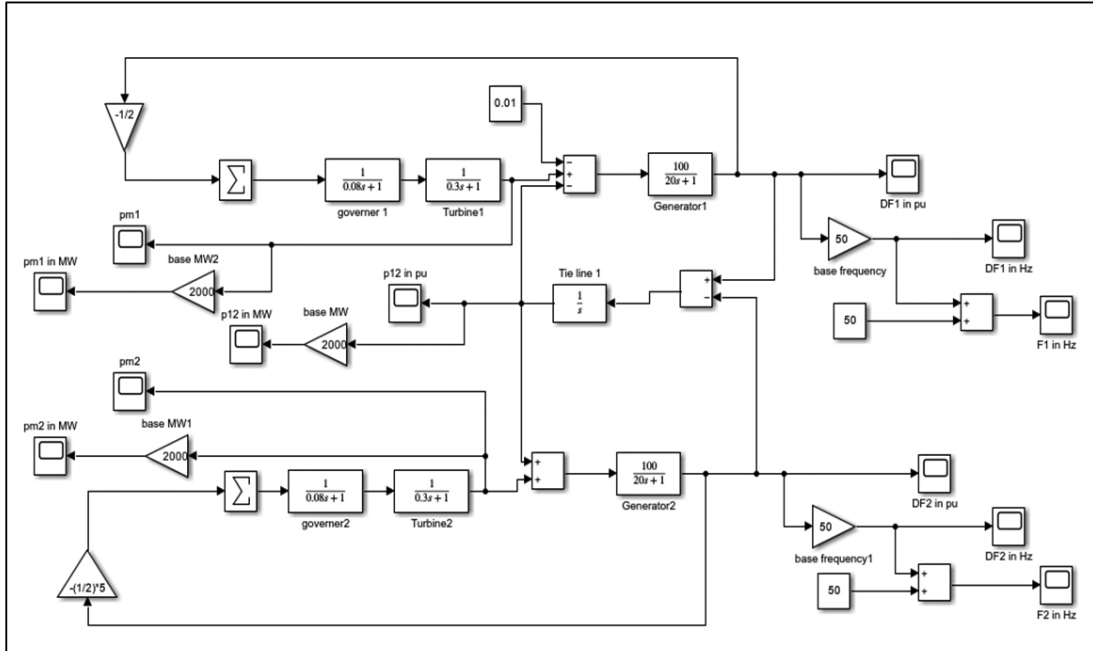 -1/2
0.01
−
+
−
Σ
1
0.08s + 1
governer 1
1
0.3s + 1
Turbine1
100
20s + 1
Generator1
DF1 in pu
pm1
pm1 in MW
base MW2
2000
p12 in pu
p12 in MW
base MW
2000
Tie line 1
1
s
+
−
50
base frequency
DF1 in Hz
50
+
+
F1 in Hz
pm2
pm2 in MW
base MW1
2000
Σ
1
0.08s + 1
governer2
1
0.3s + 1
Turbine2
+
+
100
20s + 1
Generator2
DF2 in pu
50
base frequency1
DF2 in Hz
50
+
+
F2 in Hz
-(1/2)*5